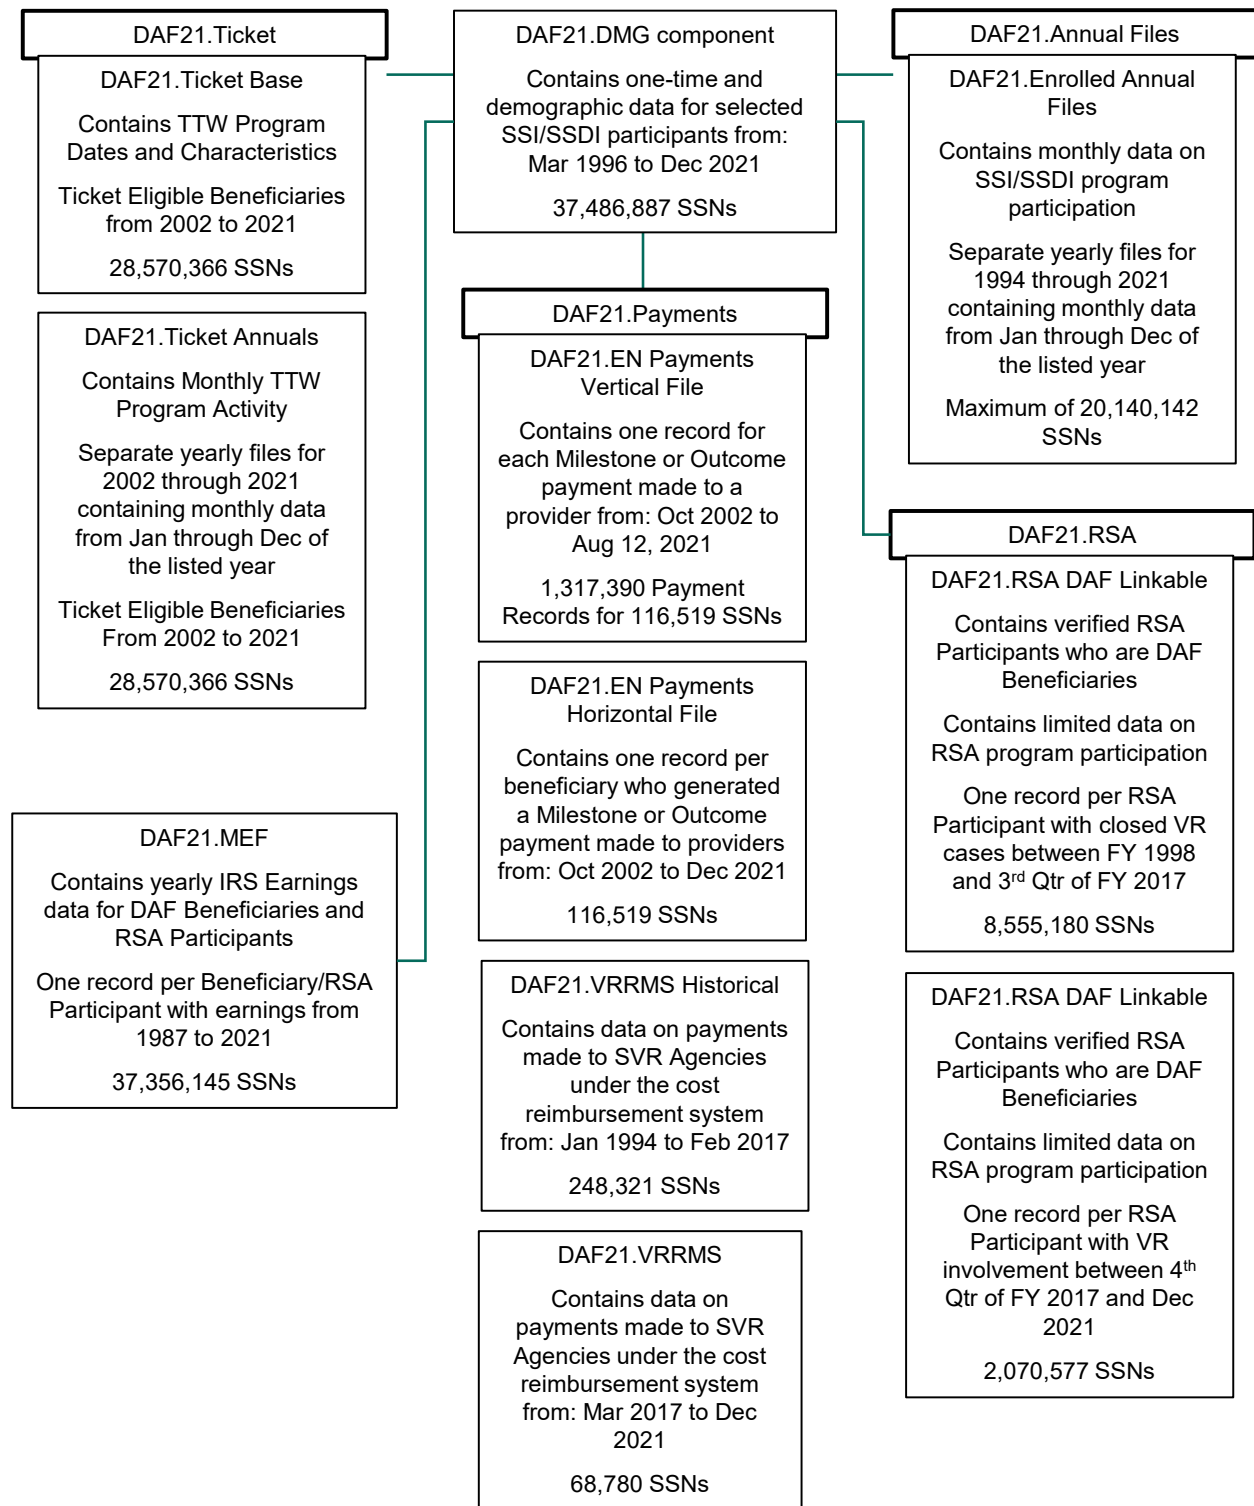 DAF21.Ticket
DAF21.Ticket Base
Contains TTW Program
Dates and Characteristics
Ticket Eligible Beneficiaries
from 2002 to 2021
28,570,366 SSNs
DAF21.Ticket Annuals
Contains Monthly TTW
Program Activity
Separate yearly files for
2002 through 2021
containing monthly data
from Jan through Dec of
the listed year
Ticket Eligible Beneficiaries
From 2002 to 2021
28,570,366 SSNs
DAF21.MEF
Contains yearly IRS Earnings
data for DAF Beneficiaries and
RSA Participants
One record per Beneficiary/RSA
Participant with earnings from
1987 to 2021
37,356,145 SSNs
DAF21.DMG component
Contains one-time and
demographic data for selected
SSI/SSDI participants from:
Mar 1996 to Dec 2021
37,486,887 SSNs
DAF21.Payments
DAF21.EN Payments
Vertical File
Contains one record for
each Milestone or Outcome
payment made to a
provider from: Oct 2002 to
Aug 12, 2021
1,317,390 Payment
Records for 116,519 SSNs
DAF21.EN Payments
Horizontal File
Contains one record per
beneficiary who generated
a Milestone or Outcome
payment made to providers
from: Oct 2002 to Dec 2021
116,519 SSNs
DAF21.VRRMS Historical
Contains data on payments
made to SVR Agencies
under the cost
reimbursement system
from: Jan 1994 to Feb 2017
248,321 SSNs
DAF21.VRRMS
Contains data on
payments made to SVR
Agencies under the cost
reimbursement system
from: Mar 2017 to Dec
2021
68,780 SSNs
DAF21.Annual Files
DAF21.Enrolled Annual
Files
Contains monthly data on
SSI/SSDI program
participation
Separate yearly files for
1994 through 2021
containing monthly data
from Jan through Dec of
the listed year
Maximum of 20,140,142
SSNs
DAF21.RSA
DAF21.RSA DAF Linkable
Contains verified RSA
Participants who are DAF
Beneficiaries
Contains limited data on
RSA program participation
One record per RSA
Participant with closed VR
cases between FY 1998
and 3rd Qtr of FY 2017
8,555,180 SSNs
DAF21.RSA DAF Linkable
Contains verified RSA
Participants who are DAF
Beneficiaries
Contains limited data on
RSA program participation
One record per RSA
Participant with VR
involvement between 4th
Qtr of FY 2017 and Dec
2021
2,070,577 SSNs